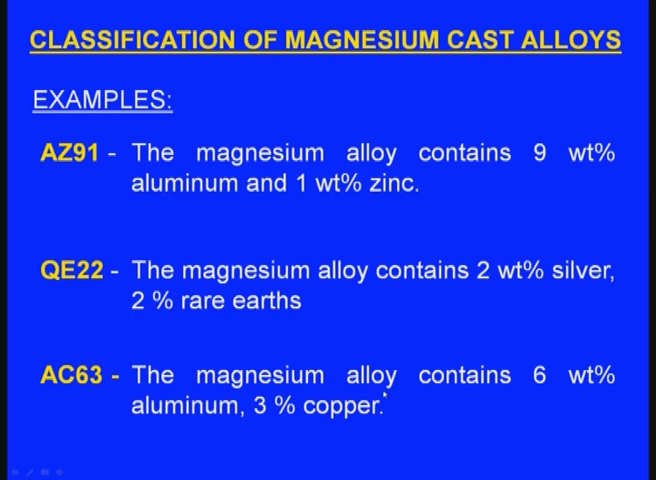 CLASSIFICATION OF MAGNESIUM CAST ALLOYS
EXAMPLES:
AZ91 - The magnesium alloy contains 9 wt%
aluminum and 1 wt% zinc.
QE22 - The magnesium alloy contains 2 wt% silver,
2 % rare earths
AC63 - The magnesium alloy contains 6 wt%
aluminum, 3 % copper.